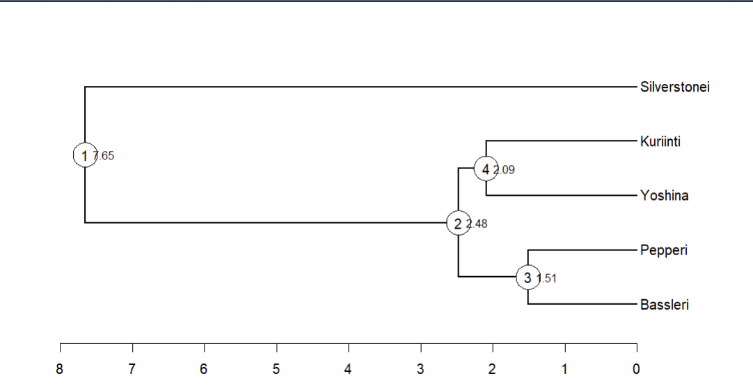 Silverstonei
Kuriinti
1 7.65
4 2.09
Yoshina
2 2.48
Pepperi
3 1.51
Bassleri
8 7 6 5 4 3 2 1 0